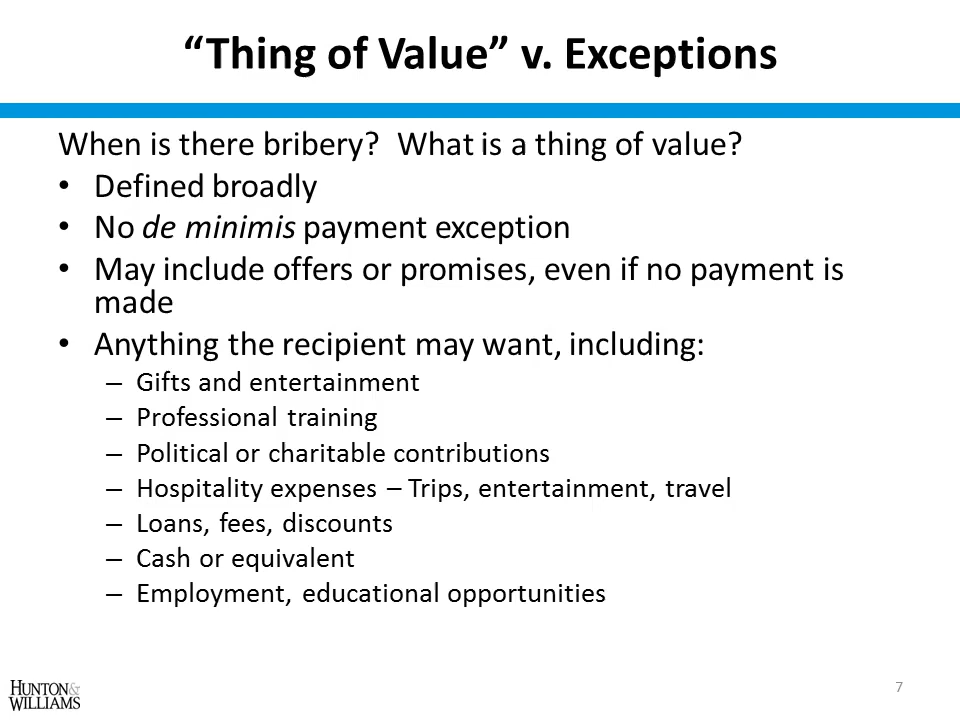 “Thing of Value” v. Exceptions
When is there bribery?  What is a thing of value?
• Defined broadly
• No de minimis payment exception
• May include offers or promises, even if no payment is
made
• Anything the recipient may want, including:
– Gifts and entertainment
– Professional training
– Political or charitable contributions
– Hospitality expenses – Trips, entertainment, travel
– Loans, fees, discounts
– Cash or equivalent
– Employment, educational opportunities
HUNTON&
WILLIAMS
7